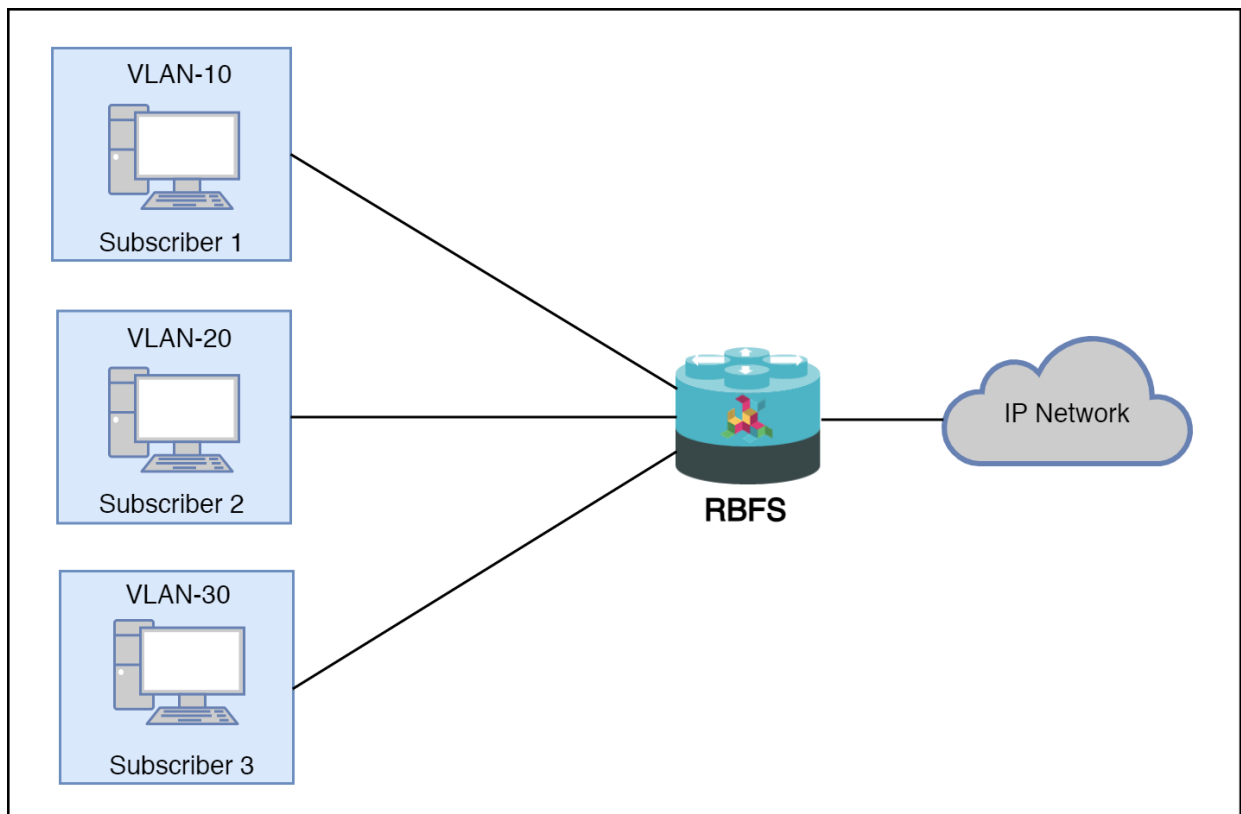 VLAN-10
Subscriber 1
VLAN-20
Subscriber 2
VLAN-30
Subscriber 3
RBFS
IP Network